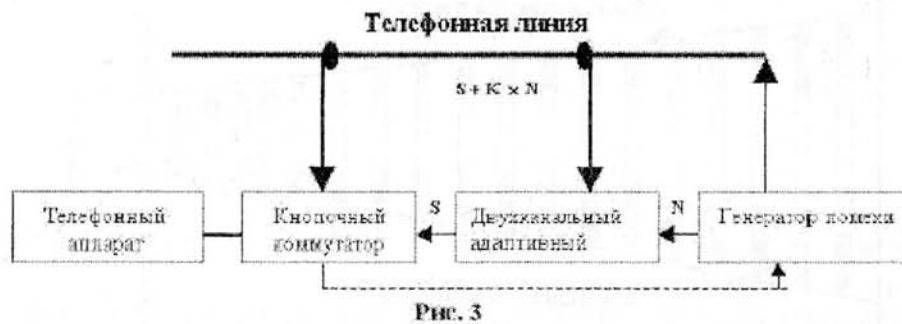 Телефонная линия
S + K × N
Телефонный
аппарат
Кнопочный
коммутатор
S
Двухканальный
адаптивный
N
Генератор помехи
Рис. 3